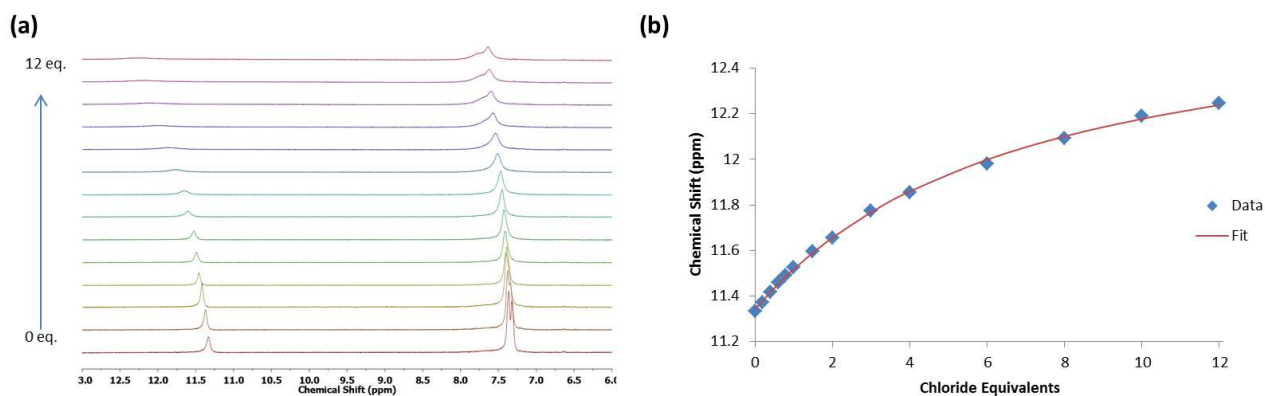 (a)
12 eq.
0 eq.
3.0 12.5 12.0 11.5 11.0 10.5 10.0 9.5 9.0 8.5 8.0 7.5 7.0 6.5 6.0
Chemical Shift (ppm)
(b)
12.4
12.2
12
11.8
11.6
11.4
11.2
Chemical Shift (ppm)
0 2 4 6 8 10 12
Chloride Equivalents
Data
Fit